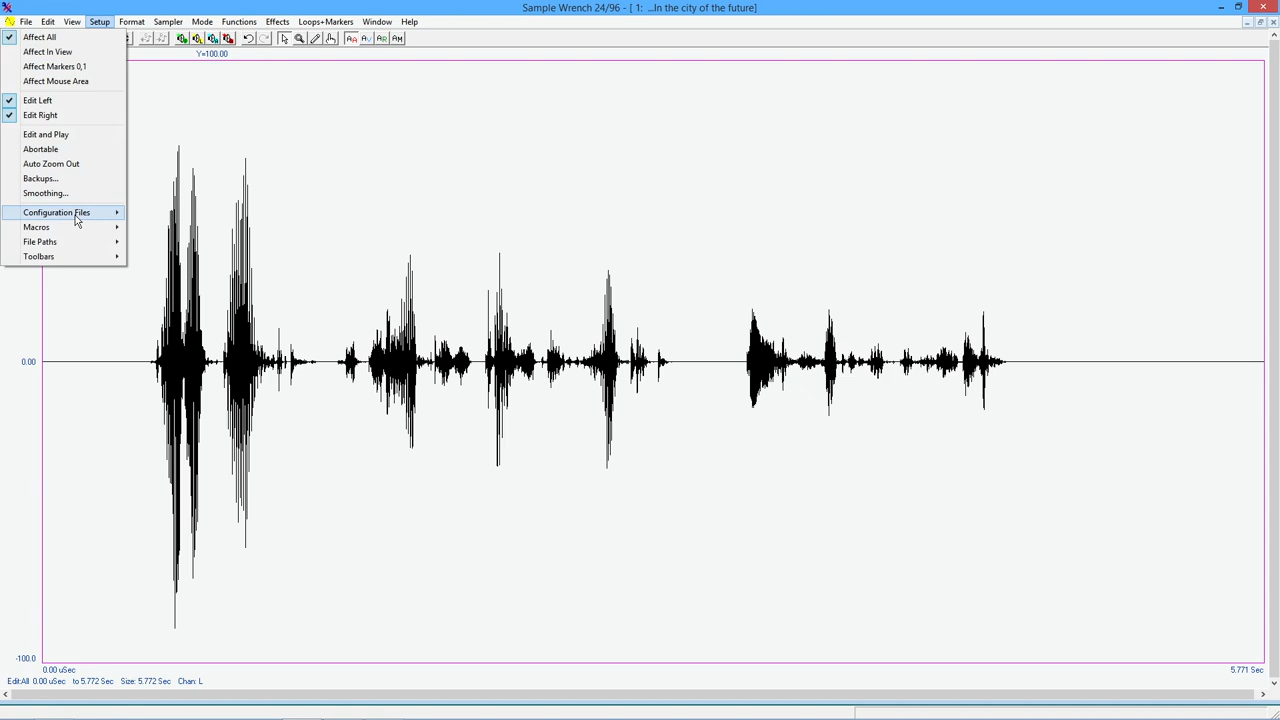 Sample Wrench 24/96 - [ 1: ...In the city of the future]
File Edit View Setup Format Sampler Mode Functions Effects Loops+Markers Window Help
Affect All
Affect In View
Affect Markers 0,1
Affect Mouse Area
Edit Left
Edit Right
Edit and Play
Abortable
Auto Zoom Out
Backups...
Smoothing...
Configuration Files
Macros
File Paths
Toolbars
AA AV AR AM
Y=100.00
0.00
-100.0
0.00 uSec 5.771 Sec
Edit:All 0.00 uSec to 5.772 Sec Size: 5.772 Sec Chan: L